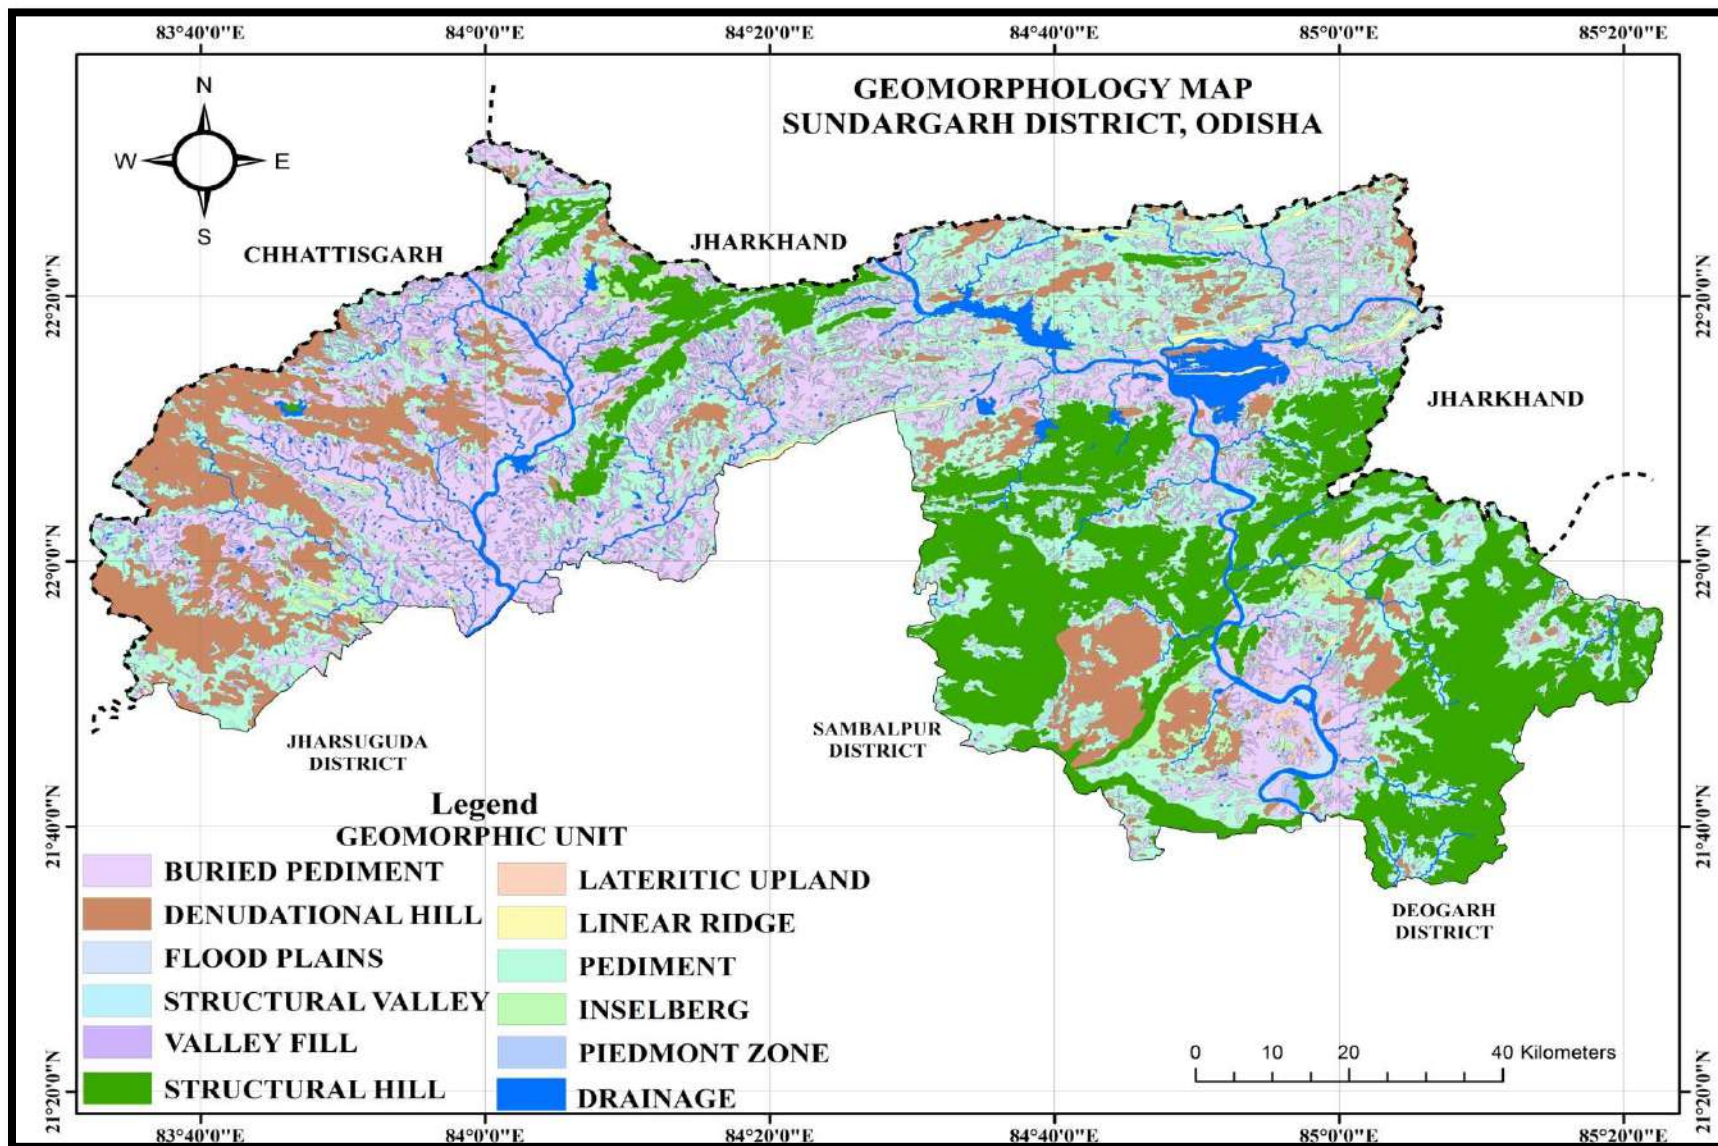 83°40'0"E 84°0'0"E 84°20'0"E 84°40'0"E 85°0'0"E 85°20'0"E
GEOMORPHOLOGY MAP
SUNDARGARH DISTRICT, ODISHA
N
W E
S
CHHATTISGARH
JHARKHAND
JHARKHAND
22°20'0"N 22°20'0"N
22°0'0"N 22°0'0"N
21°40'0"N 21°40'0"N
21°20'0"N 21°20'0"N
JHARSUGUDA
DISTRICT
SAMBALPUR
DISTRICT
DEOGARH
DISTRICT
Legend
GEOMORPHIC UNIT
BURIED PEDIMENT
DENUDATIONAL HILL
FLOOD PLAINS
STRUCTURAL VALLEY
VALLEY FILL
STRUCTURAL HILL
LATERITIC UPLAND
LINEAR RIDGE
PEDIMENT
INSELBERG
PIEDMONT ZONE
DRAINAGE
0 10 20 40 Kilometers
83°40'0"E 84°0'0"E 84°20'0"E 84°40'0"E 85°0'0"E 85°20'0"E